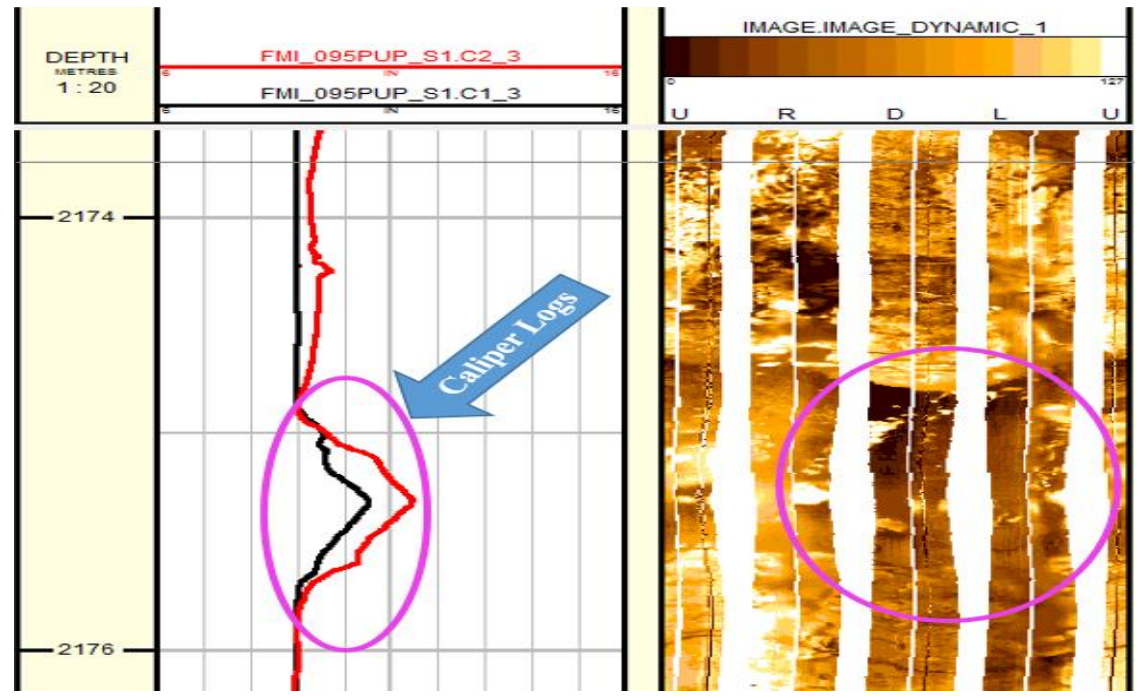 DEPTH
METRES
1 : 20
FMI_095PUP_S1.C2_3
6 IN 16
FMI_095PUP_S1.C1_3
6 IN 16
IMAGE.IMAGE_DYNAMIC_1
0 127
U R D L U
2174
Caliper Logs
2176